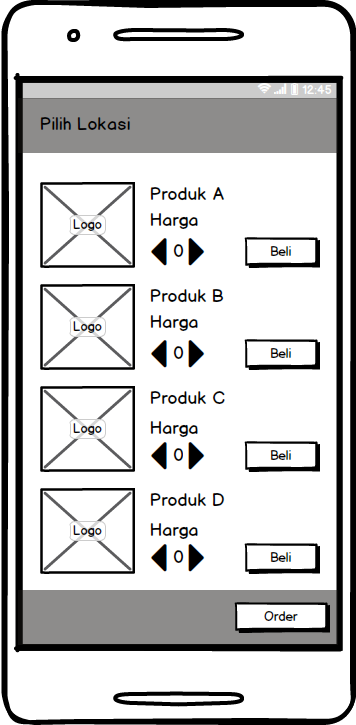 12:45
Pilih Lokasi
Produk A
Logo
Harga
0
Beli
Produk B
Logo
Harga
0
Beli
Produk C
Logo
Harga
0
Beli
Produk D
Logo
Harga
0
Beli
Order